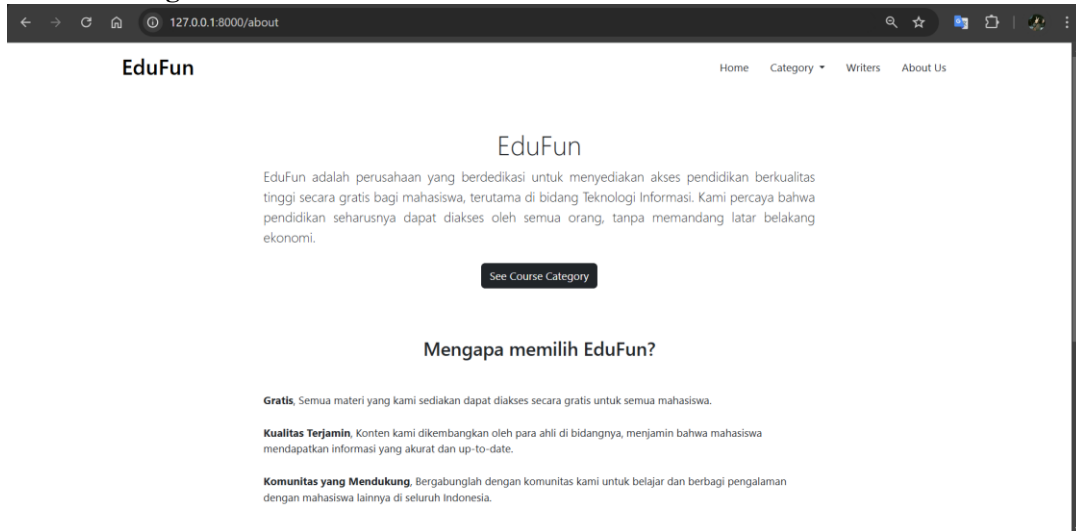 127.0.0.1:8000/about
EduFun
Home Category Writers About Us
EduFun
EduFun adalah perusahaan yang berdedikasi untuk menyediakan akses pendidikan berkualitas
tinggi secara gratis bagi mahasiswa, terutama di bidang Teknologi Informasi. Kami percaya bahwa
pendidikan seharusnya dapat diakses oleh semua orang, tanpa memandang latar belakang
ekonomi.
See Course Category
Mengapa memilih EduFun?
Gratis, Semua materi yang kami sediakan dapat diakses secara gratis untuk semua mahasiswa.
Kualitas Terjamin, Konten kami dikembangkan oleh para ahli di bidangnya, menjamin bahwa mahasiswa
mendapatkan informasi yang akurat dan up-to-date.
Komunitas yang Mendukung, Bergabunglah dengan komunitas kami untuk belajar dan berbagi pengalaman
dengan mahasiswa lainnya di seluruh Indonesia.